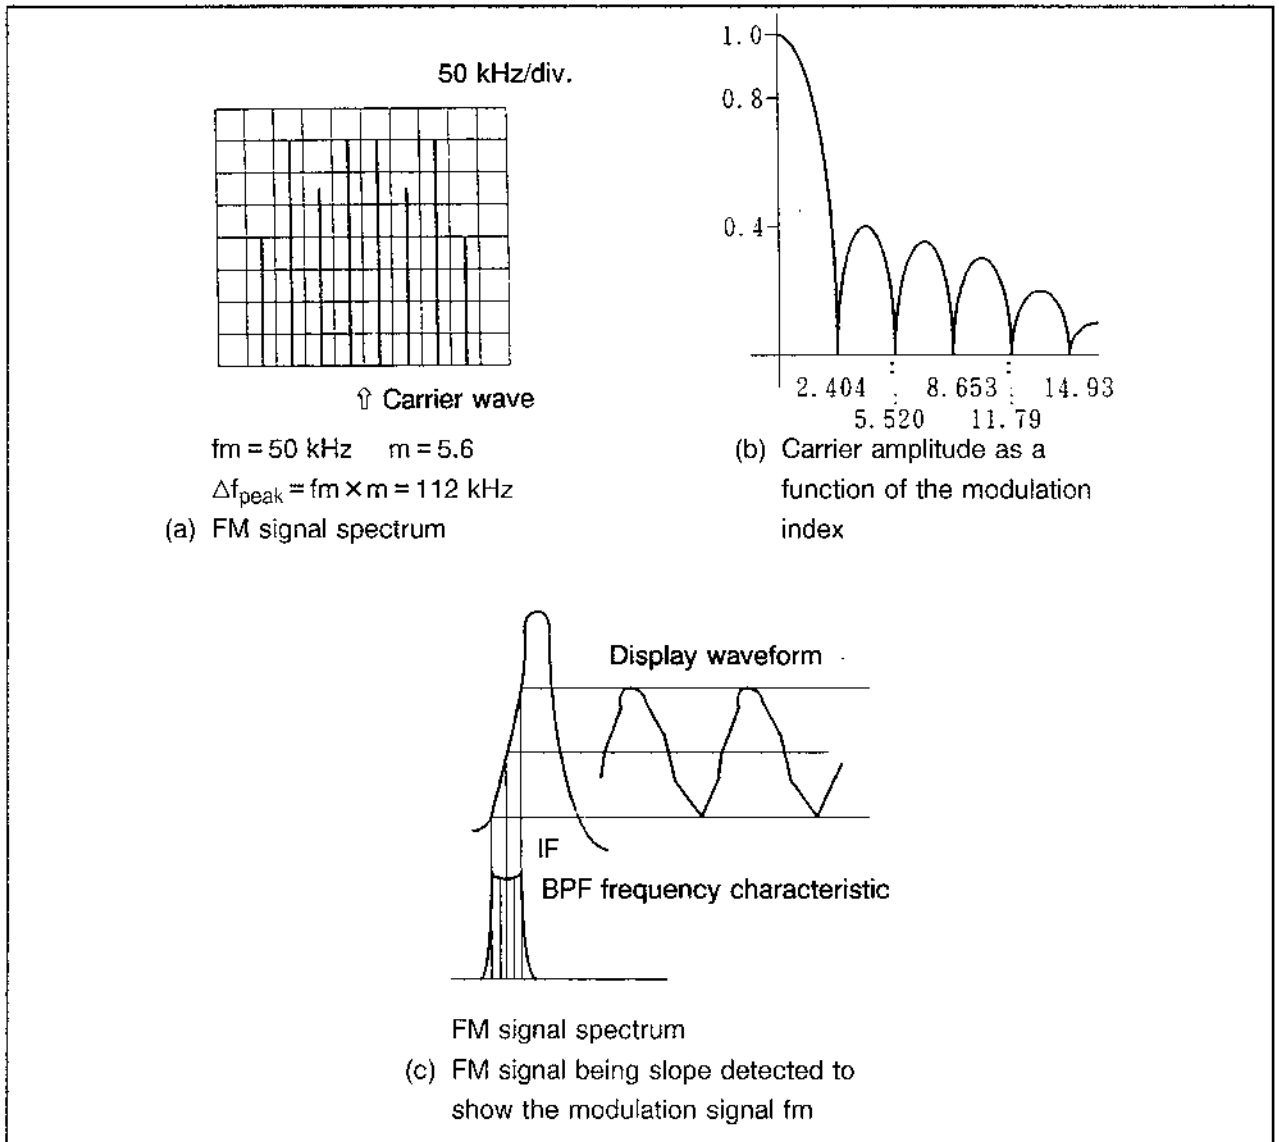 50 kHz/div.
⇧ Carrier wave
fm = 50 kHz m = 5.6
Δfpeak = fm × m = 112 kHz
(a) FM signal spectrum
1.0
0.8
0.4
2.404 8.653 14.93
5.520 11.79
(b) Carrier amplitude as a
function of the modulation
index
Display waveform
IF
BPF frequency characteristic
FM signal spectrum
(c) FM signal being slope detected to
show the modulation signal fm